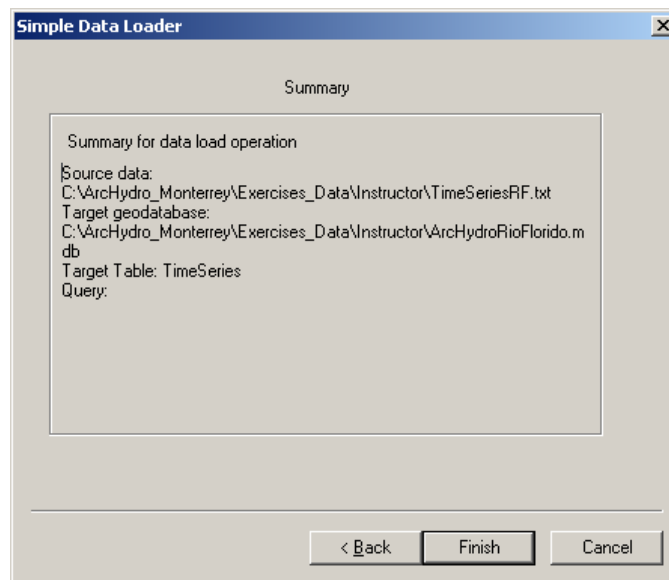 Simple Data Loader
Summary
Summary for data load operation
Source data:
C:\ArcHydro_Monterrey\Exercises_Data\Instructor\TimeSeriesRF.txt
Target geodatabase:
C:\ArcHydro_Monterrey\Exercises_Data\Instructor\ArcHydroRioFlorido.m
db
Target Table: TimeSeries
Query:
< Back Finish Cancel